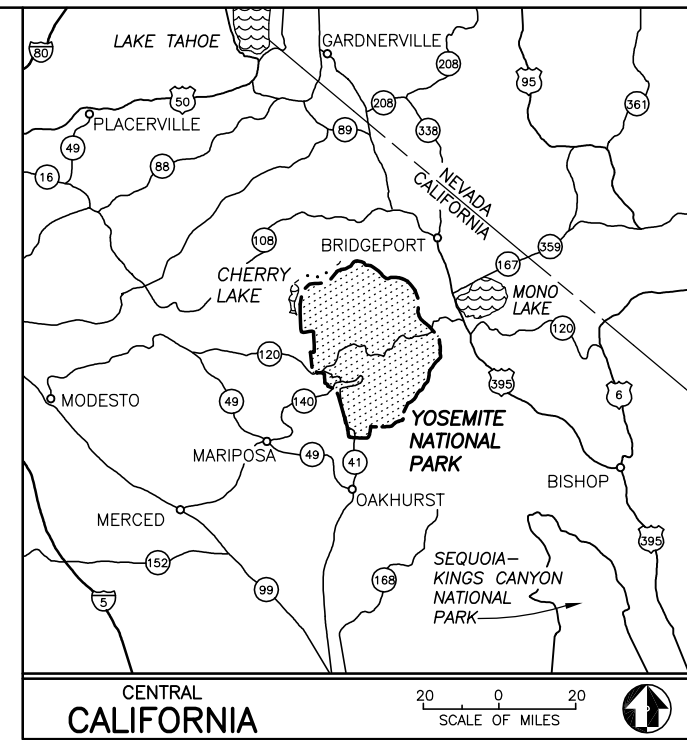 LAKE TAHOE
GARDNERVILLE
80
208
95
50
208
361
PLACERVILLE
89
338
49
88
16
NEVADA
CALIFORNIA
108
BRIDGEPORT
359
167
CHERRY
LAKE
MONO
LAKE
120
120
395
6
49
140
MODESTO
YOSEMITE
NATIONAL
PARK
MARIPOSA
49
41
BISHOP
OAKHURST
MERCED
395
152
SEQUOIA–
KINGS CANYON
NATIONAL
PARK
168
99
5
CENTRAL
CALIFORNIA
20 0 20
SCALE OF MILES